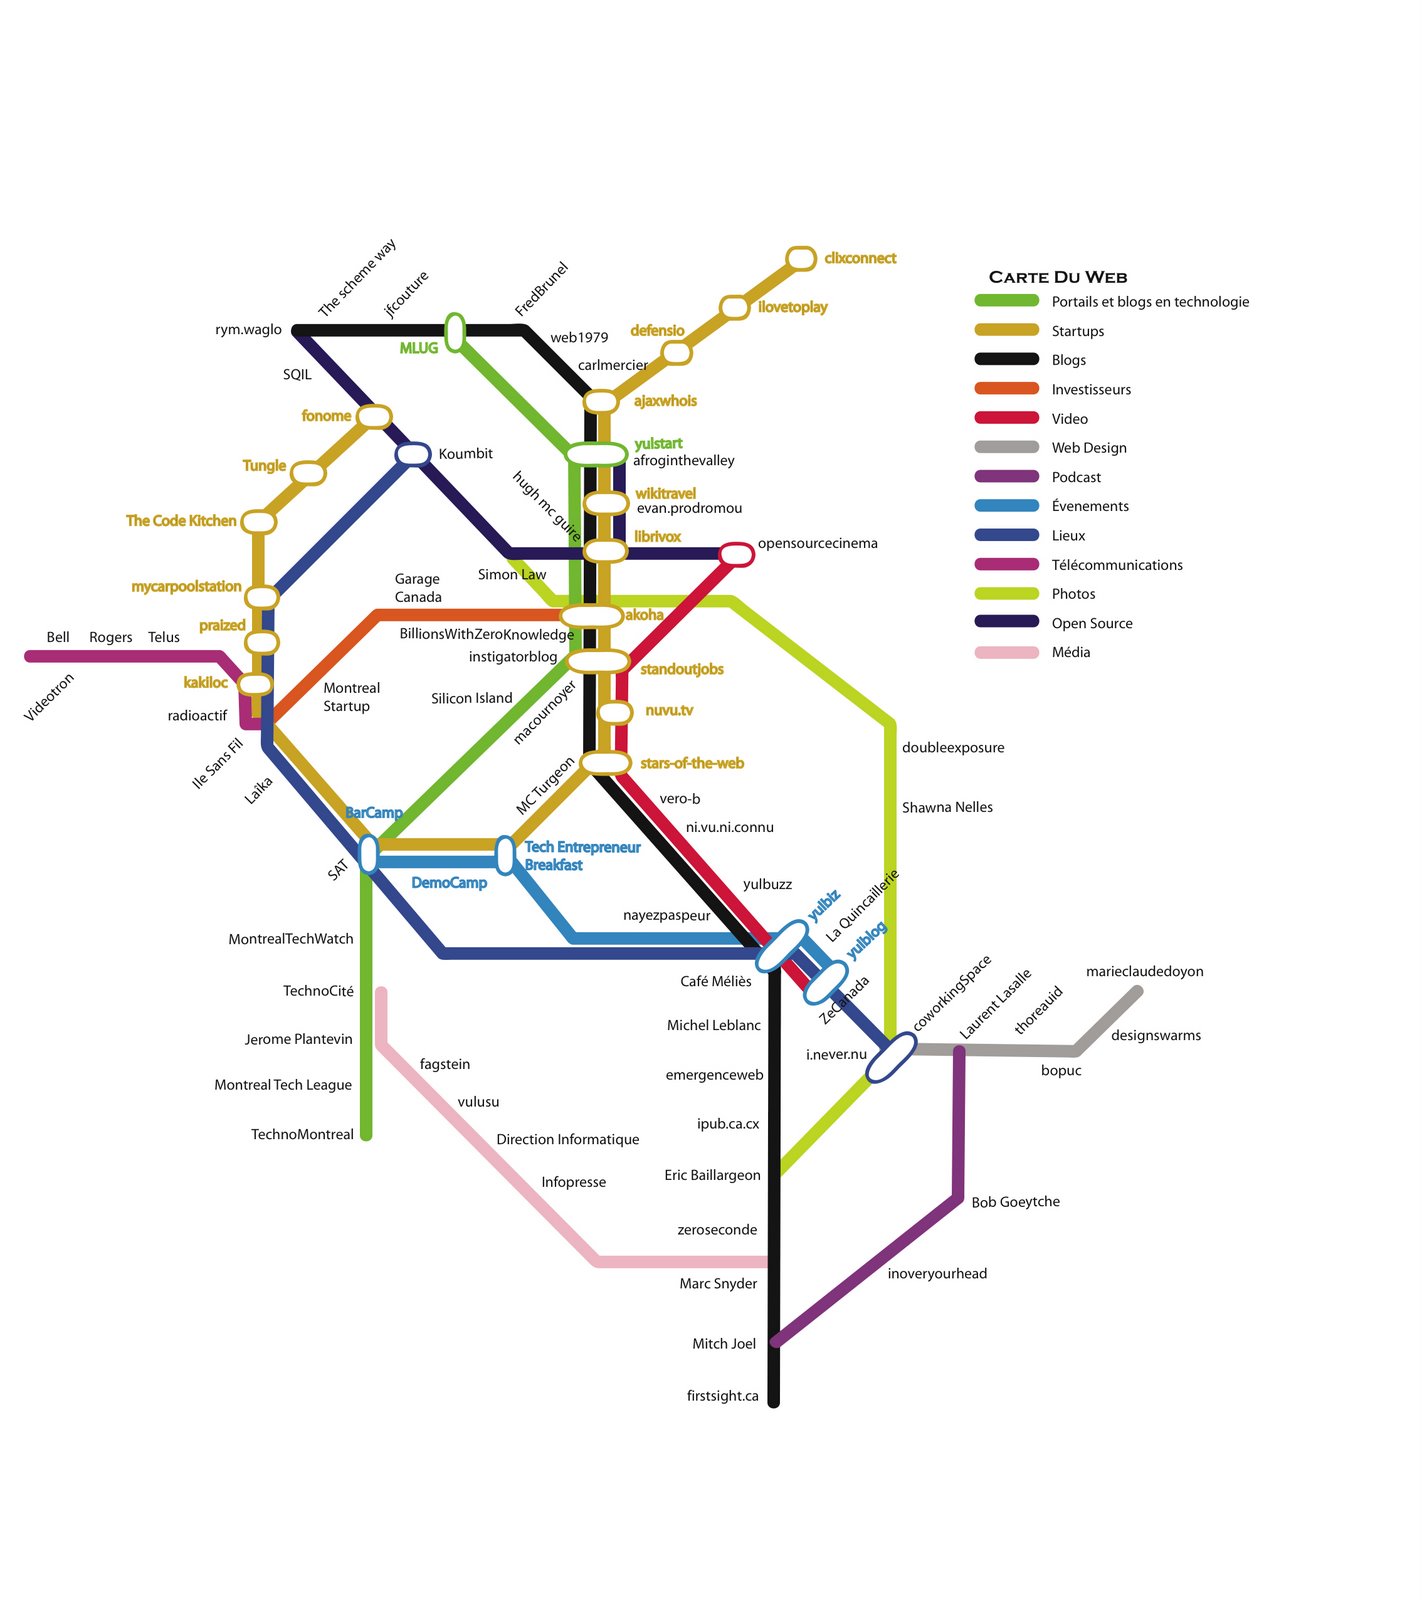 The scheme way
jfcouture
FredBrunel
clixconnect
Carte Du Web
Portails et blogs en technologie
Startups
Blogs
Investisseurs
Video
Web Design
Podcast
Évenements
Lieux
Télécommunications
Photos
Open Source
Média
ilovetoplay
defensio
rym.waglo
MLUG
web1979
carlmercier
SQIL
ajaxwhois
fonome
yulstart
afroginthevalley
Koumbit
Tungle
wikitravel
evan.prodromou
hugh mc guire
The Code Kitchen
librivox
opensourcecinema
Simon Law
Garage
Canada
mycarpoolstation
akoha
praized
BillionsWithZeroKnowledge
Bell
Rogers
Telus
instigatorblog
standoutjobs
kakiloc
Videotron
Montreal
Startup
Silicon Island
macournoyer
nuvu.tv
radioactif
Ile Sans Fil
Laïka
stars-of-the-web
MC Turgeon
doubleexposure
vero-b
Shawna Nelles
BarCamp
ni.vu.ni.connu
Tech Entrepreneur
Breakfast
SAT
DemoCamp
yulbuzz
nayezpaspeur
yulbiz
La Quincaillerie
yulblog
MontrealTechWatch
Café Méliès
ZeCanada
coworkingSpace
Laurent Lasalle
thoreauid
marieclaudedoyon
TechnoCité
Michel Leblanc
designswarms
Jerome Plantevin
i.never.nu
fagstein
bopuc
emergenceweb
Montreal Tech League
vulusu
ipub.ca.cx
TechnoMontreal
Direction Informatique
Eric Baillargeon
Infopresse
Bob Goeytche
zeroseconde
inoveryourhead
Marc Snyder
Mitch Joel
firstsight.ca